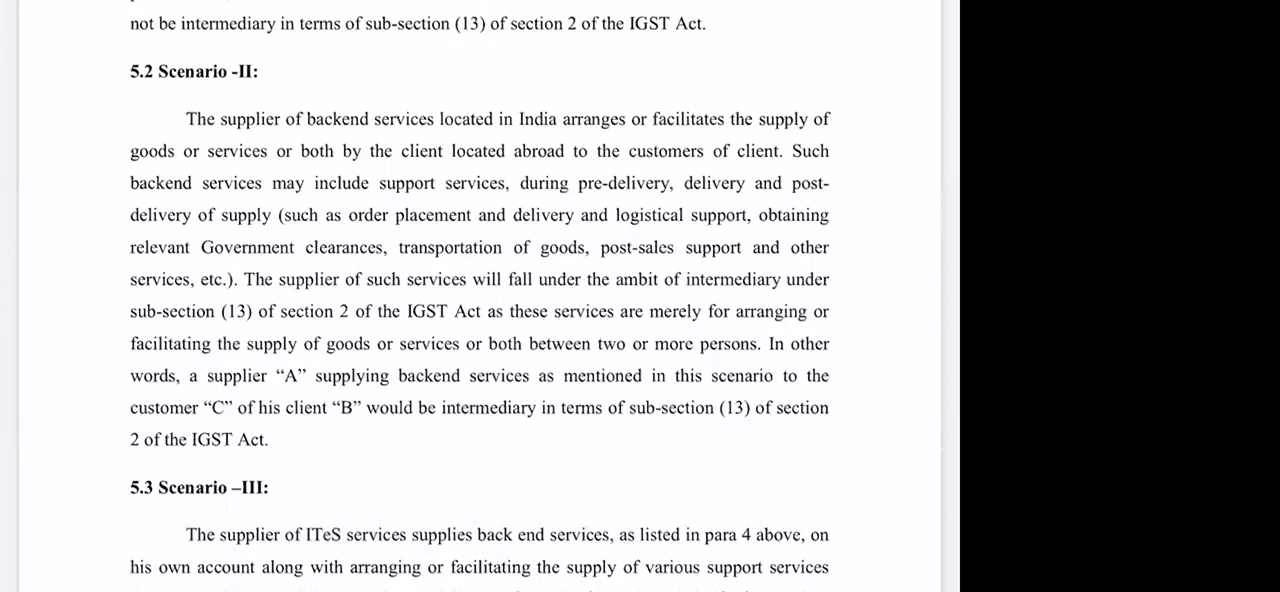 not be intermediary in terms of sub-section (13) of section 2 of the IGST Act.
5.2 Scenario -II:
The supplier of backend services located in India arranges or facilitates the supply of
goods or services or both by the client located abroad to the customers of client. Such
backend services may include support services, during pre-delivery, delivery and post-
delivery of supply (such as order placement and delivery and logistical support, obtaining
relevant Government clearances, transportation of goods, post-sales support and other
services, etc.). The supplier of such services will fall under the ambit of intermediary under
sub-section (13) of section 2 of the IGST Act as these services are merely for arranging or
facilitating the supply of goods or services or both between two or more persons. In other
words, a supplier “A” supplying backend services as mentioned in this scenario to the
customer “C” of his client “B” would be intermediary in terms of sub-section (13) of section
2 of the IGST Act.
5.3 Scenario –III:
The supplier of ITeS services supplies back end services, as listed in para 4 above, on
his own account along with arranging or facilitating the supply of various support services